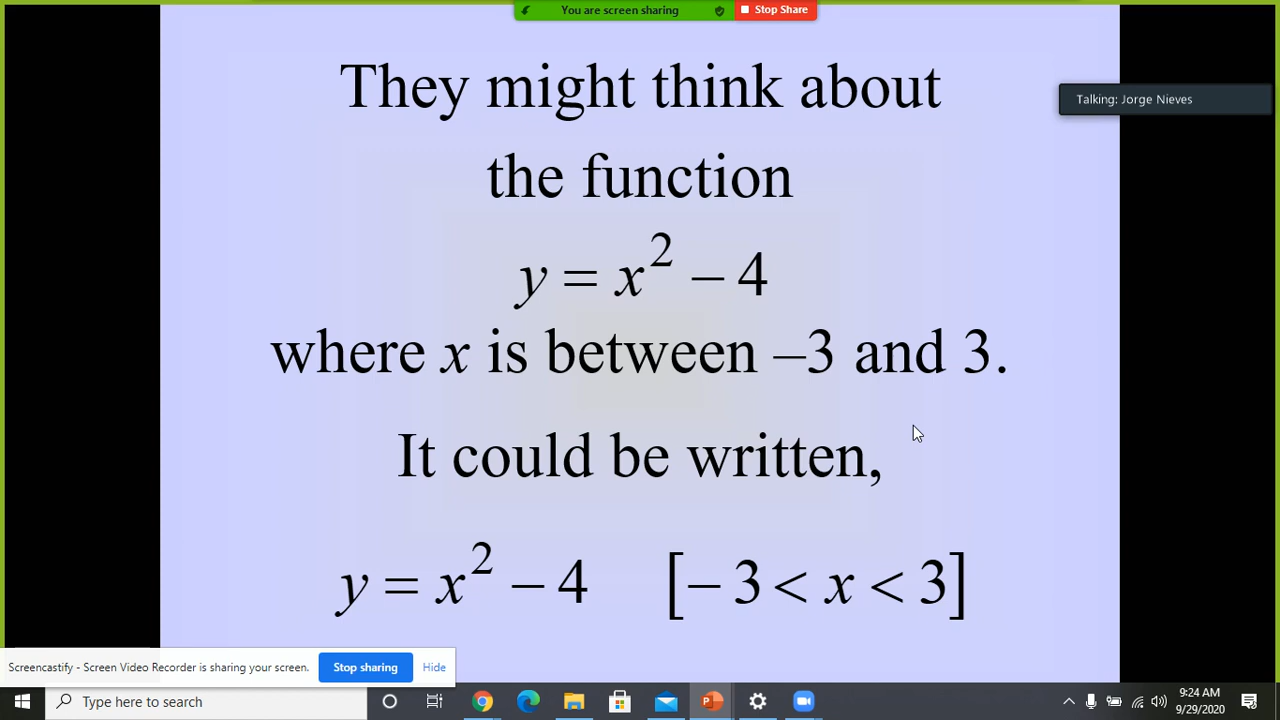 You are screen sharing
Stop Share
They might think about
Talking: Jorge Nieves
the function
y = x² – 4
where x is between –3 and 3.
It could be written,
y = x² – 4 [– 3 < x < 3]
Screencastify - Screen Video Recorder is sharing your screen.
Stop sharing
Hide
Type here to search
9:24 AM
9/29/2020